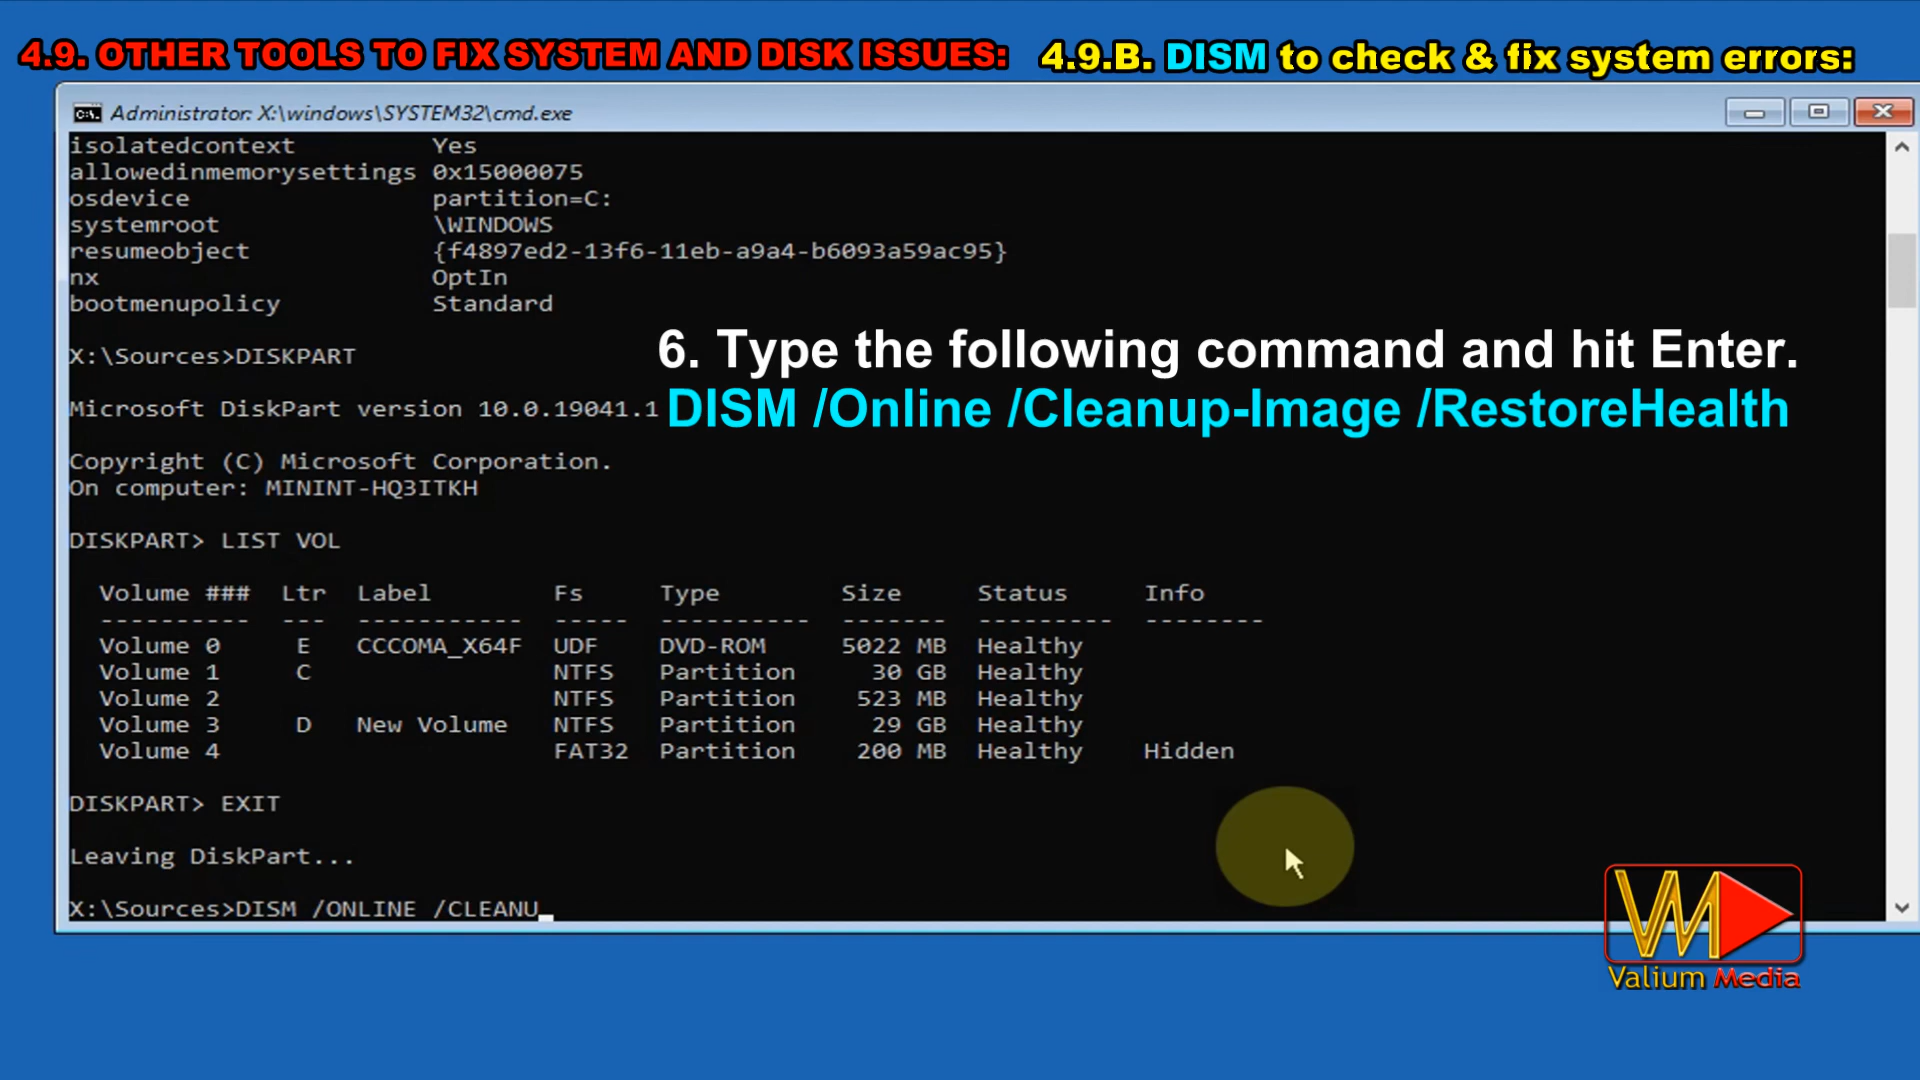 4.9. OTHER TOOLS TO FIX SYSTEM AND DISK ISSUES: 4.9.B. DISM to check & fix system errors:
Administrator: X:\windows\SYSTEM32\cmd.exe
isolatedcontext Yes
allowedinmemorysettings 0x15000075
osdevice partition=C:
systemroot \WINDOWS
resumeobject {f4897ed2-13f6-11eb-a9a4-b6093a59ac95}
nx OptIn
bootmenupolicy Standard
X:\Sources>DISKPART
6. Type the following command and hit Enter.
DISM /Online /Cleanup-Image /RestoreHealth
Microsoft DiskPart version 10.0.19041.1
Copyright (C) Microsoft Corporation.
On computer: MININT-HQ3ITKH
DISKPART> LIST VOL
Volume ### Ltr Label Fs Type Size Status Info
---------- --- ----------- ----- ---------- ------- --------- --------
Volume 0 E CCCOMA_X64F UDF DVD-ROM 5022 MB Healthy
Volume 1 C NTFS Partition 30 GB Healthy
Volume 2 NTFS Partition 523 MB Healthy
Volume 3 D New Volume NTFS Partition 29 GB Healthy
Volume 4 FAT32 Partition 200 MB Healthy Hidden
DISKPART> EXIT
Leaving DiskPart...
X:\Sources>DISM /ONLINE /CLEANU
VM
Valium Media